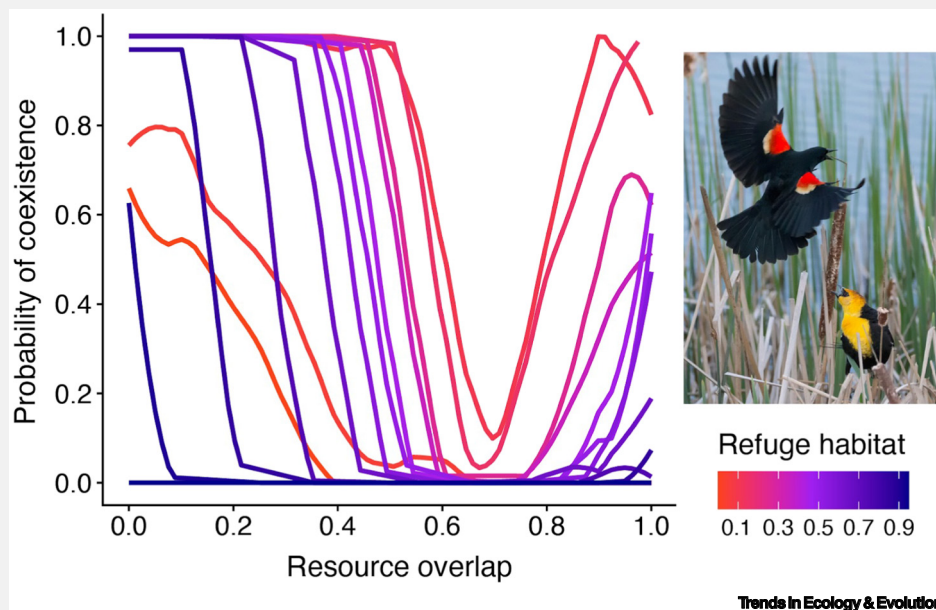 1.0
0.8
0.6
0.4
0.2
0.0
Probability of coexistence
0.0 0.2 0.4 0.6 0.8 1.0
Resource overlap
Refuge habitat
0.1 0.3 0.5 0.7 0.9
Trends in Ecology & Evolution